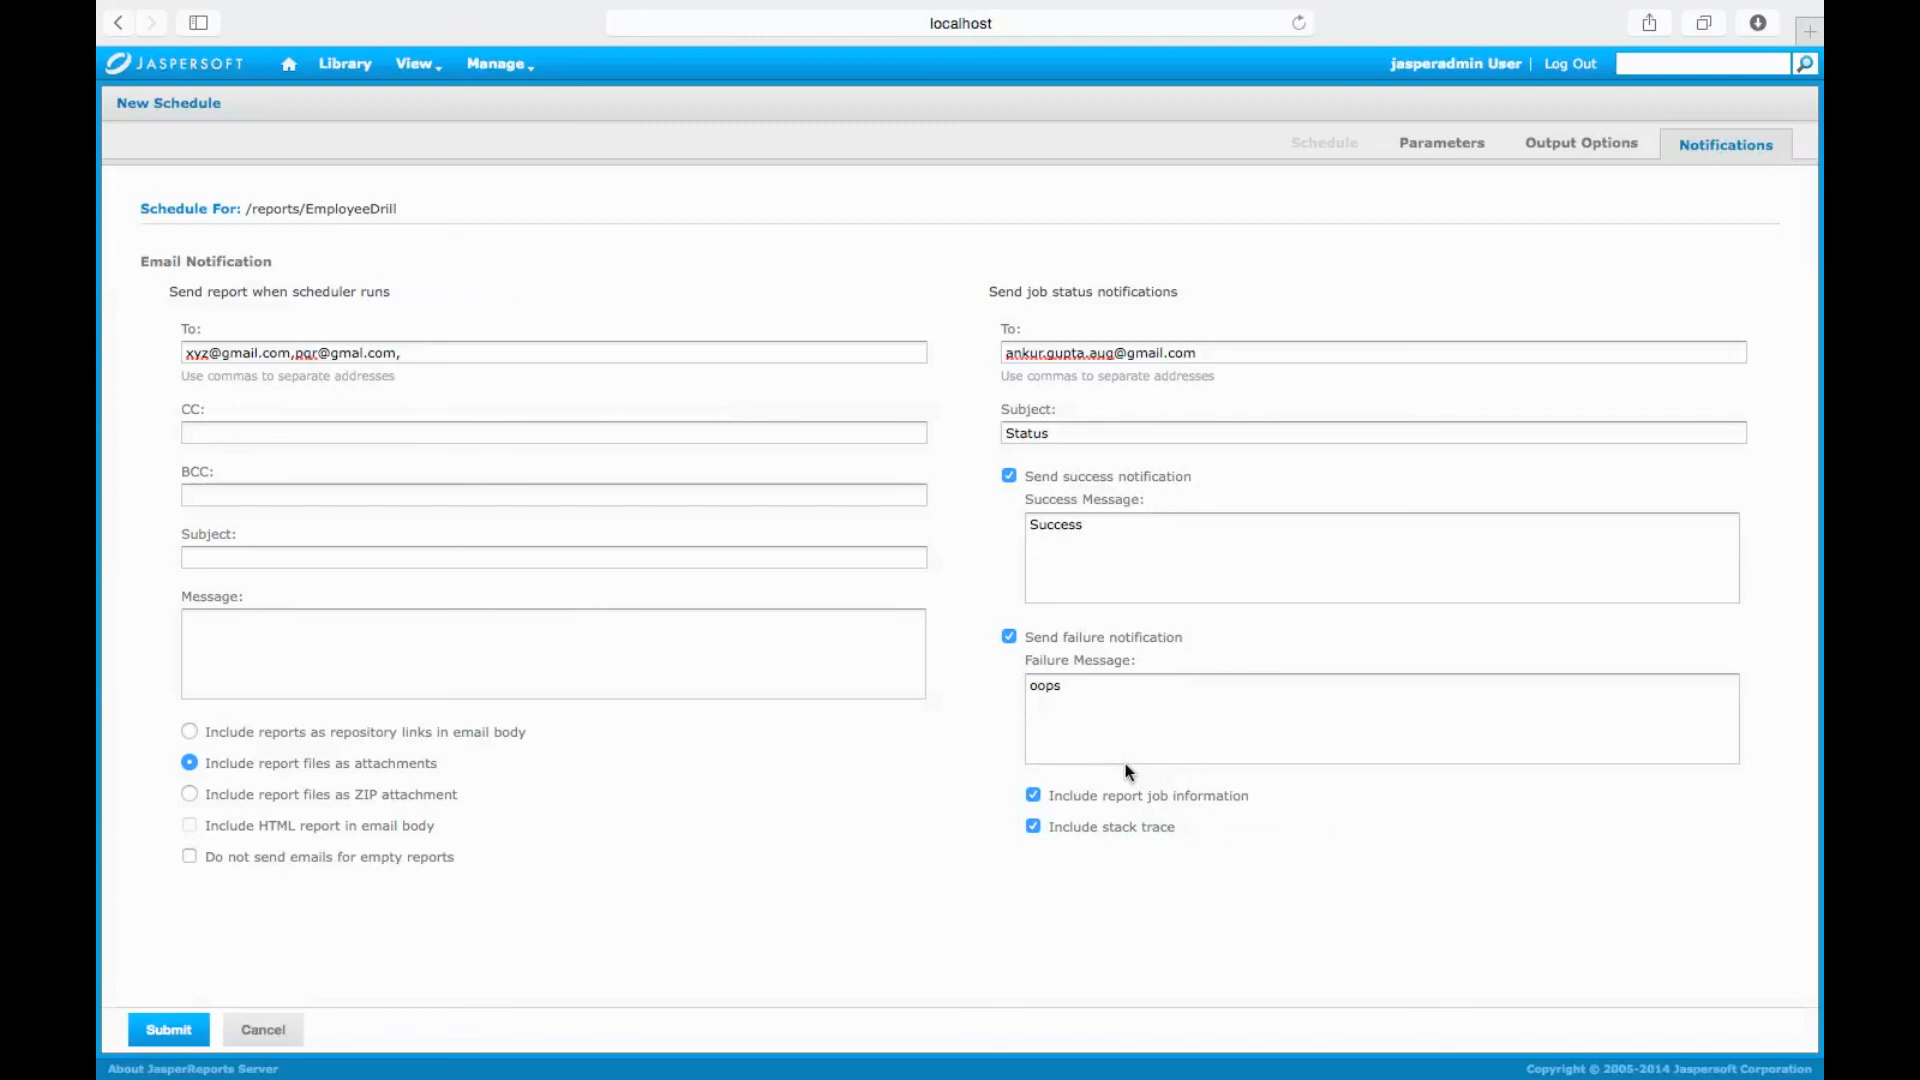 localhost
JASPERSOFT Library View Manage jasperadmin User | Log Out
New Schedule
Schedule Parameters Output Options Notifications
Schedule For: /reports/EmployeeDrill
Email Notification
Send report when scheduler runs
To:
xyz@gmail.com,pqr@gmal.com,
Use commas to separate addresses
CC:
BCC:
Subject:
Message:
Include reports as repository links in email body
Include report files as attachments
Include report files as ZIP attachment
Include HTML report in email body
Do not send emails for empty reports
Send job status notifications
To:
ankur.gupta.aug@gmail.com
Use commas to separate addresses
Subject:
Status
Send success notification
Success Message:
Success
Send failure notification
Failure Message:
oops
Include report job information
Include stack trace
Submit Cancel
About JasperReports Server Copyright © 2005-2014 Jaspersoft Corporation